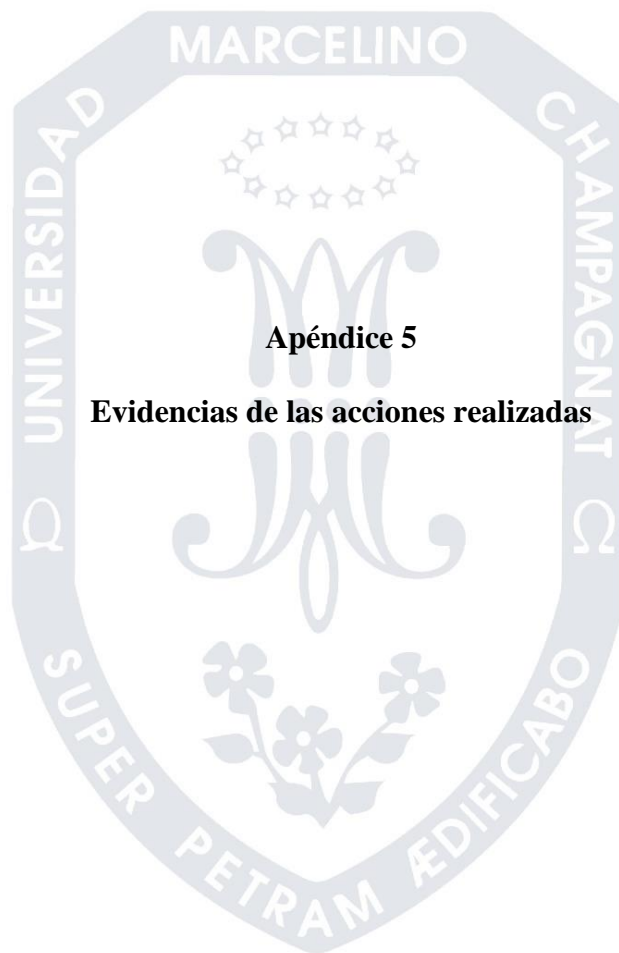 UNIVERSIDAD MARCELINO CHAMPAGNAT
Apéndice 5
Evidencias de las acciones realizadas
SUPER PETRAM ÆDIFICABO